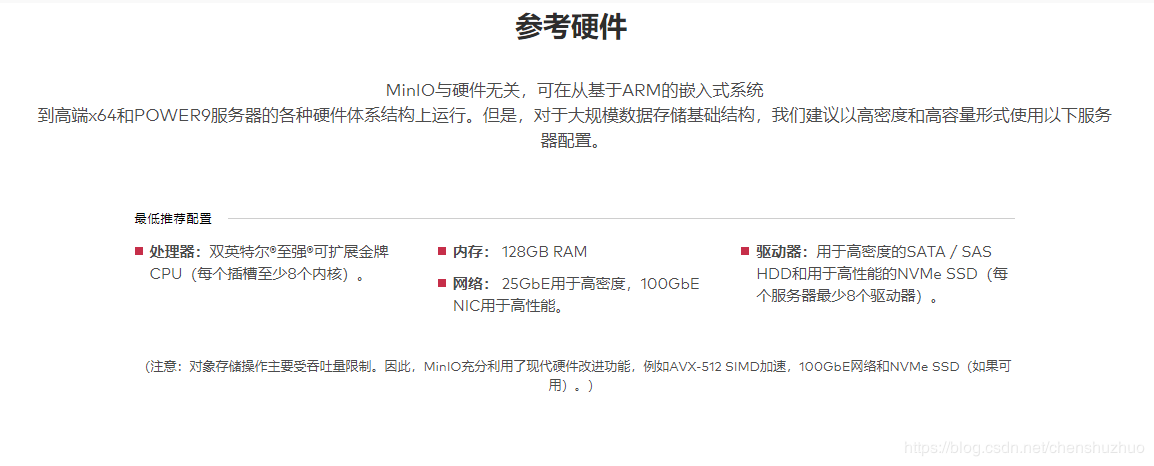 参考硬件
MinIO与硬件无关，可在从基于ARM的嵌入式系统
到高端x64和POWER9服务器的各种硬件体系结构上运行。但是，对于大规模数据存储基础结构，我们建议以高密度和高容量形式使用以下服务
器配置。
最低推荐配置
处理器：双英特尔®至强®可扩展金牌
CPU（每个插槽至少8个内核）。
内存： 128GB RAM
网络： 25GbE用于高密度，100GbE
NIC用于高性能。
驱动器：用于高密度的SATA / SAS
HDD和用于高性能的NVMe SSD（每
个服务器最少8个驱动器）。
（注意：对象存储操作主要受吞吐量限制。因此，MinIO充分利用了现代硬件改进功能，例如AVX-512 SIMD加速，100GbE网络和NVMe SSD（如果可
用）。）
https://blog.csdn.net/chenshuzhuo